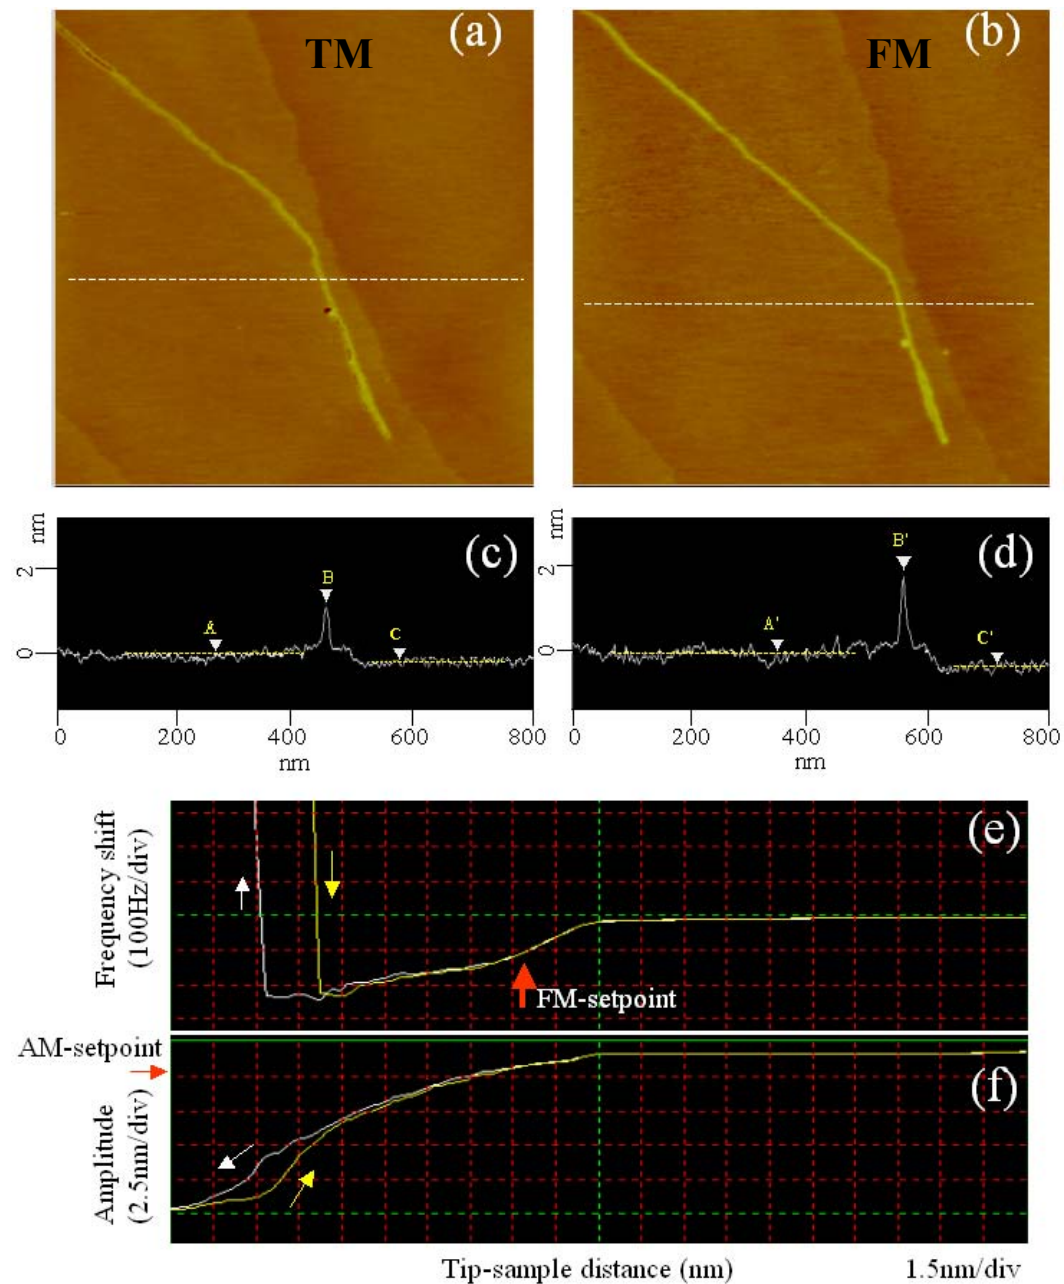 (a)
TM
(b)
FM
nm
2
0
(c)
A
B
C
0
200
400
600
800
nm
nm
2
0
(d)
A'
B'
C'
0
200
400
600
800
nm
Frequency shift
(100Hz/div)
(e)
FM-setpoint
AM-setpoint
Amplitude
(2.5nm/div)
(f)
Tip-sample distance (nm)
1.5nm/div